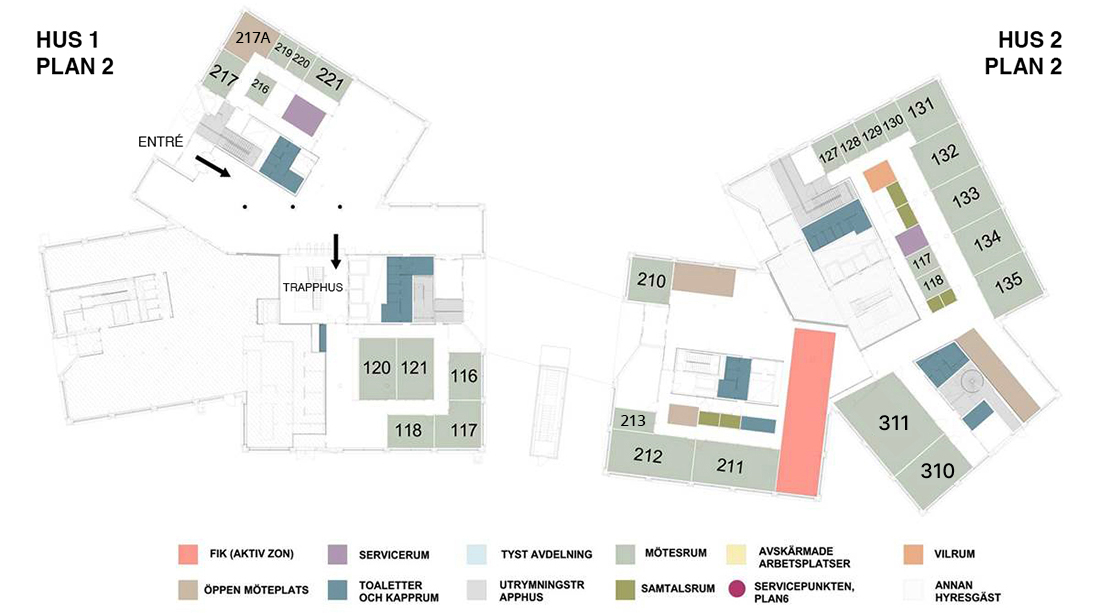 HUS 1
PLAN 2
HUS 2
PLAN 2
217A
219
220
221
217
216
ENTRÉ
TRAPPHUS
120
121
116
118
117
127
128
129
130
131
132
133
134
135
117
118
210
213
212
211
311
310
FIK (AKTIV ZON)
SERVICERUM
TYST AVDELNING
MÖTESRUM
AVSKÄRMADE
ARBETSPLATSER
VILRUM
ÖPPEN MÖTEPLATS
TOALETTER
OCH KAPPRUM
UTRYMNINGSTR
APPHUS
SAMTALSRUM
SERVICEPUNKTEN,
PLAN6
ANNAN
HYRESGÄST